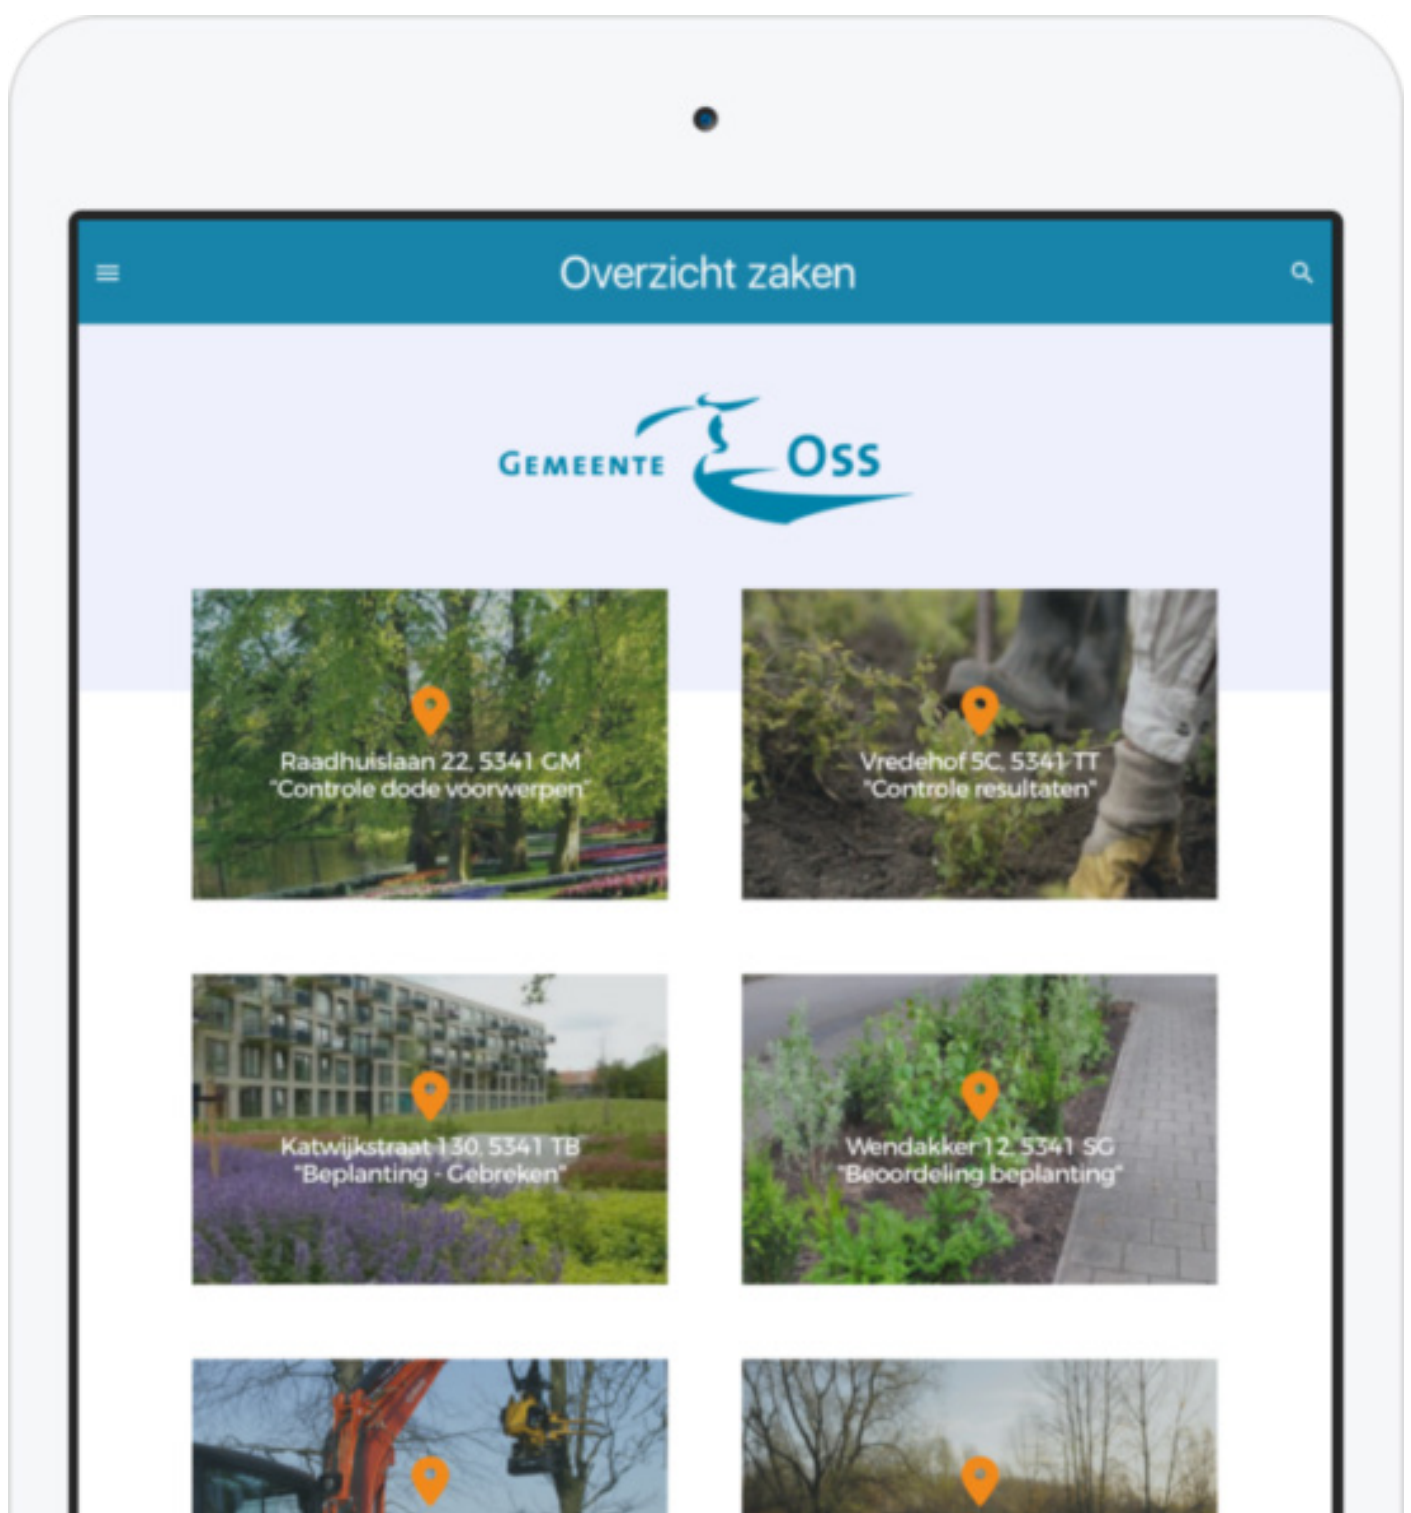 Overzicht zaken
GEMEENTE OSS
Raadhuislaan 22, 5341 GM
"Controle dode voorwerpen"
Vredehof 5C, 5341 TT
"Controle resultaten"
Katwijkstraat 130, 5341 TB
"Beplanting - Gebreken"
Wendakker 12, 5341 SG
"Beoordeling beplanting"